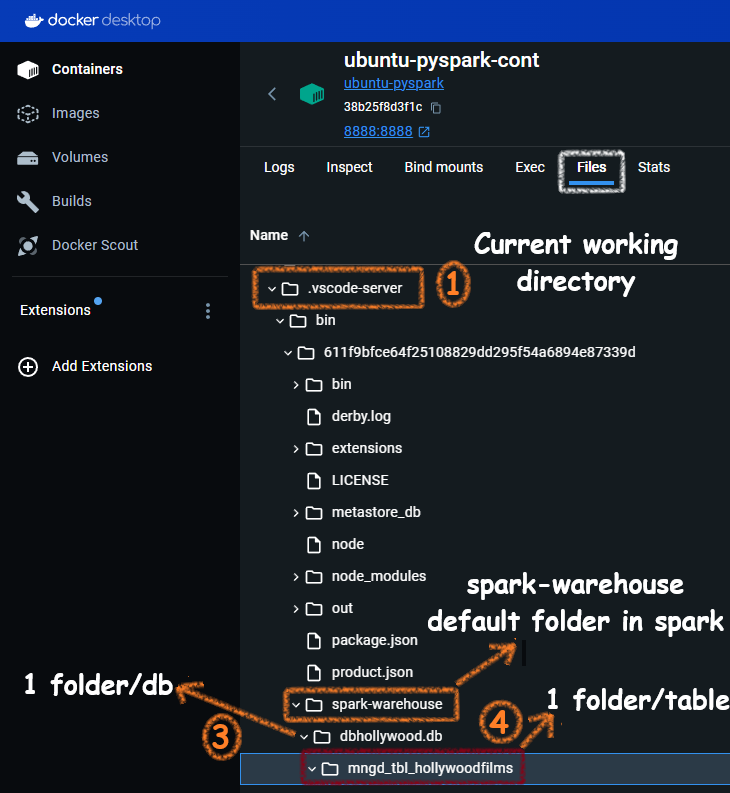 docker desktop
Containers
Images
Volumes
Builds
Docker Scout
Extensions
Add Extensions
ubuntu-pyspark-cont
ubuntu-pyspark
38b25f8d3f1c
8888:8888
Logs Inspect Bind mounts Exec Files Stats
Name
Current working
directory
.vscode-server
1
bin
611f9bfce64f25108829dd295f54a6894e87339d
bin
derby.log
extensions
LICENSE
metastore_db
node
node_modules
out
package.json
product.json
spark-warehouse
default folder in spark
spark-warehouse
1 folder/db
3
dbhollywood.db
4
1 folder/table
mngd_tbl_hollywoodfilms